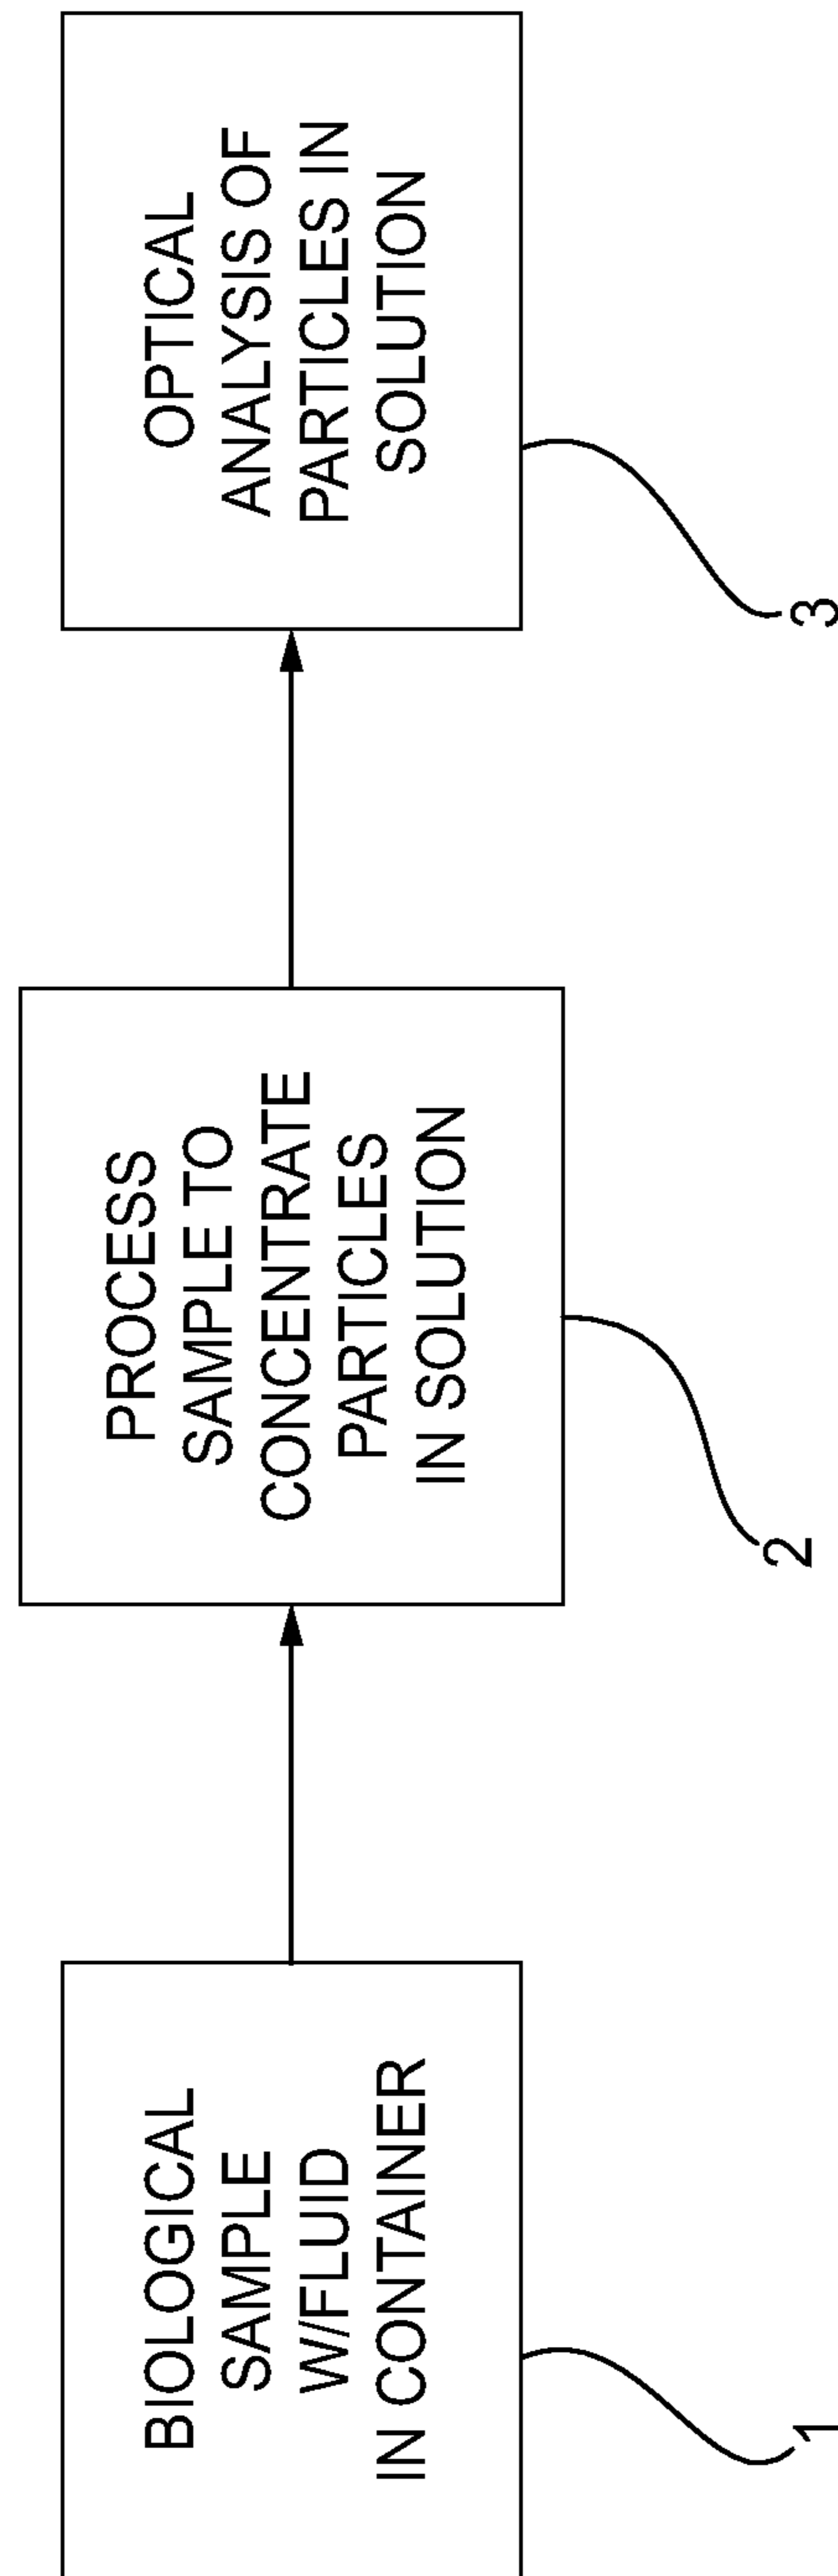 BIOLOGICAL
SAMPLE
W/FLUID
IN CONTAINER
1
PROCESS
SAMPLE TO
CONCENTRATE
PARTICLES
IN SOLUTION
2
OPTICAL
ANALYSIS OF
PARTICLES IN
SOLUTION
3